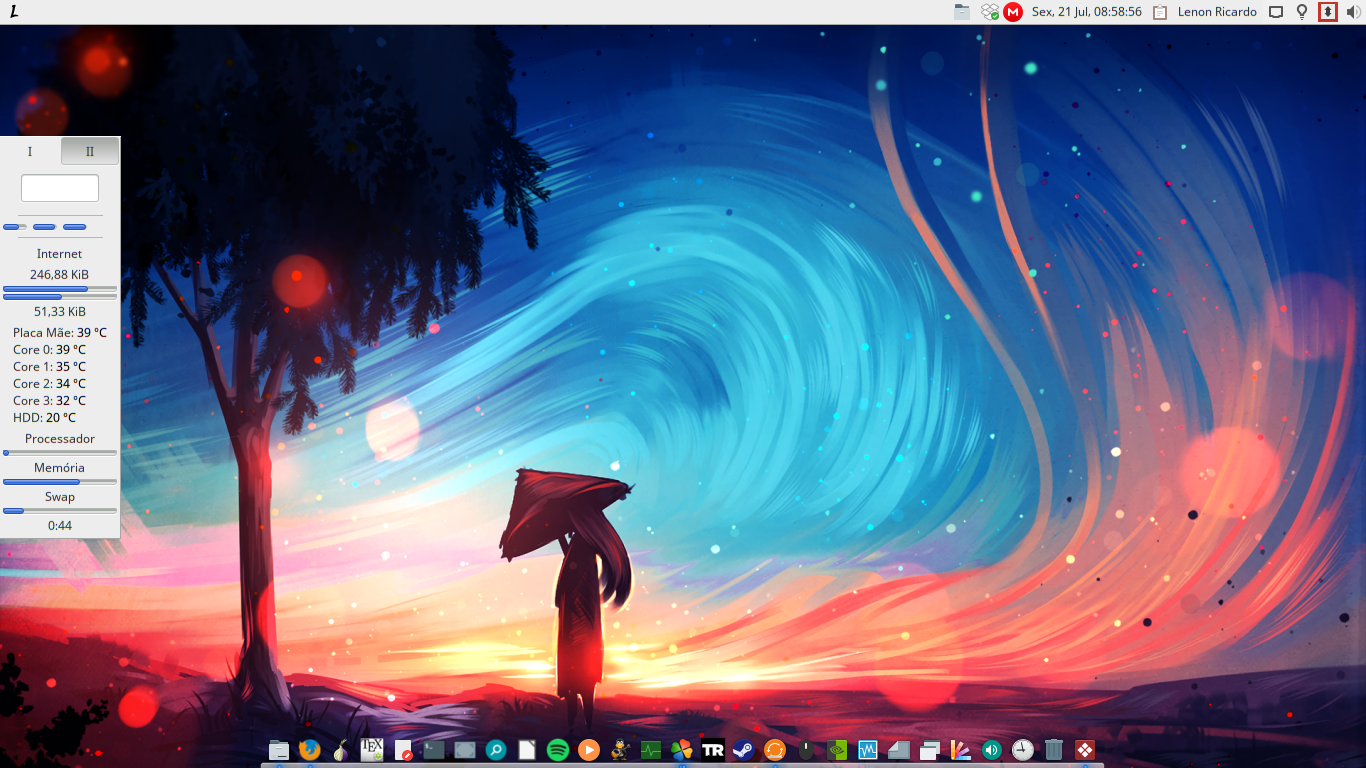 L
M
Sex, 21 Jul, 08:58:56
Lenon Ricardo
I II
Internet
246,88 KiB
51,33 KiB
Placa Mãe: 39 °C
Core 0: 39 °C
Core 1: 35 °C
Core 2: 34 °C
Core 3: 32 °C
HDD: 20 °C
Processador
Memória
Swap
0:44
TEX
TR